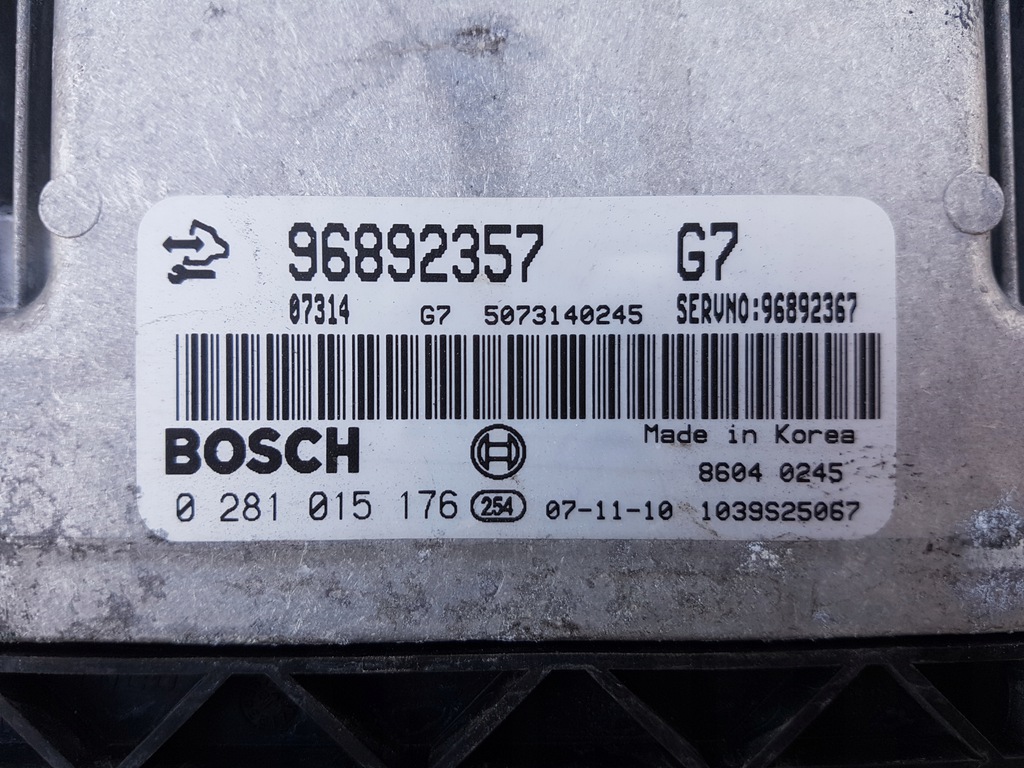 96892357 G7
07314 G7 5073140245 SERVNO:96892367
BOSCH
Made in Korea
8604 0245
0 281 015 176 254 07-11-10 1039S25067